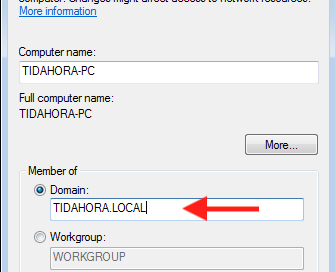 computer. Changes might affect access to network resources.
More information
Computer name:
TIDAHORA-PC
Full computer name:
TIDAHORA-PC
More...
Member of
Domain:
TIDAHORA.LOCAL
Workgroup:
WORKGROUP